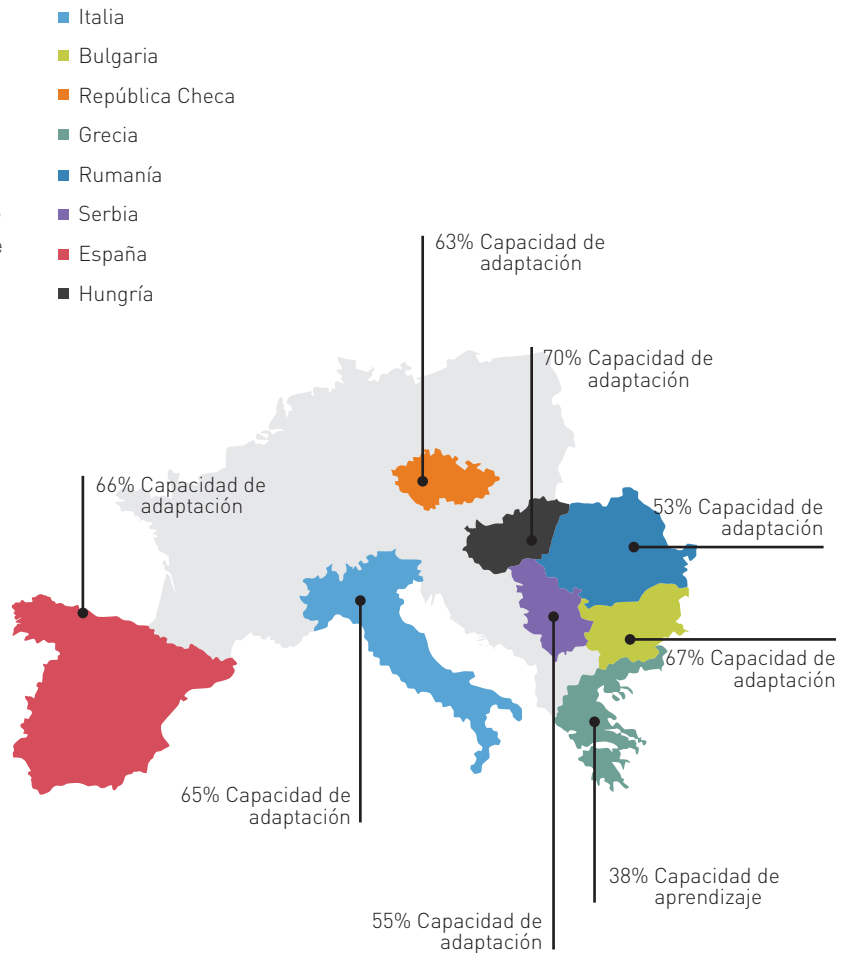 Italia
Bulgaria
República Checa
Grecia
Rumanía
Serbia
España
Hungría
63% Capacidad de
adaptación
70% Capacidad de
adaptación
66% Capacidad de
adaptación
53% Capacidad de
adaptación
67% Capacidad de
adaptación
65% Capacidad de
adaptación
38% Capacidad de
aprendizaje
55% Capacidad de
adaptación